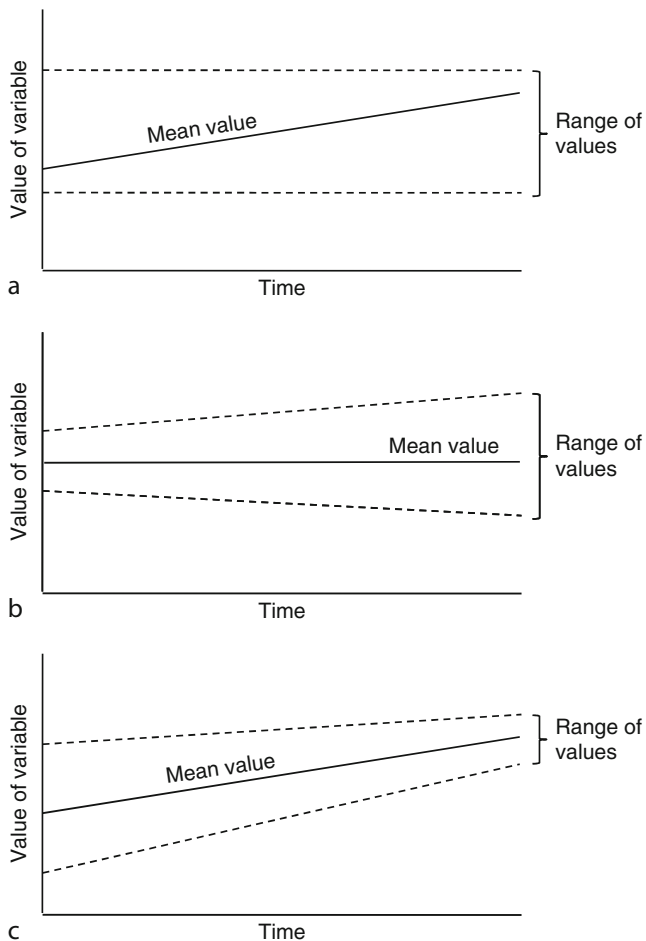 Value of variable
Mean value
Range of
values
a
Time
Value of variable
Mean value
Range of
values
b
Time
Value of variable
Mean value
Range of
values
c
Time